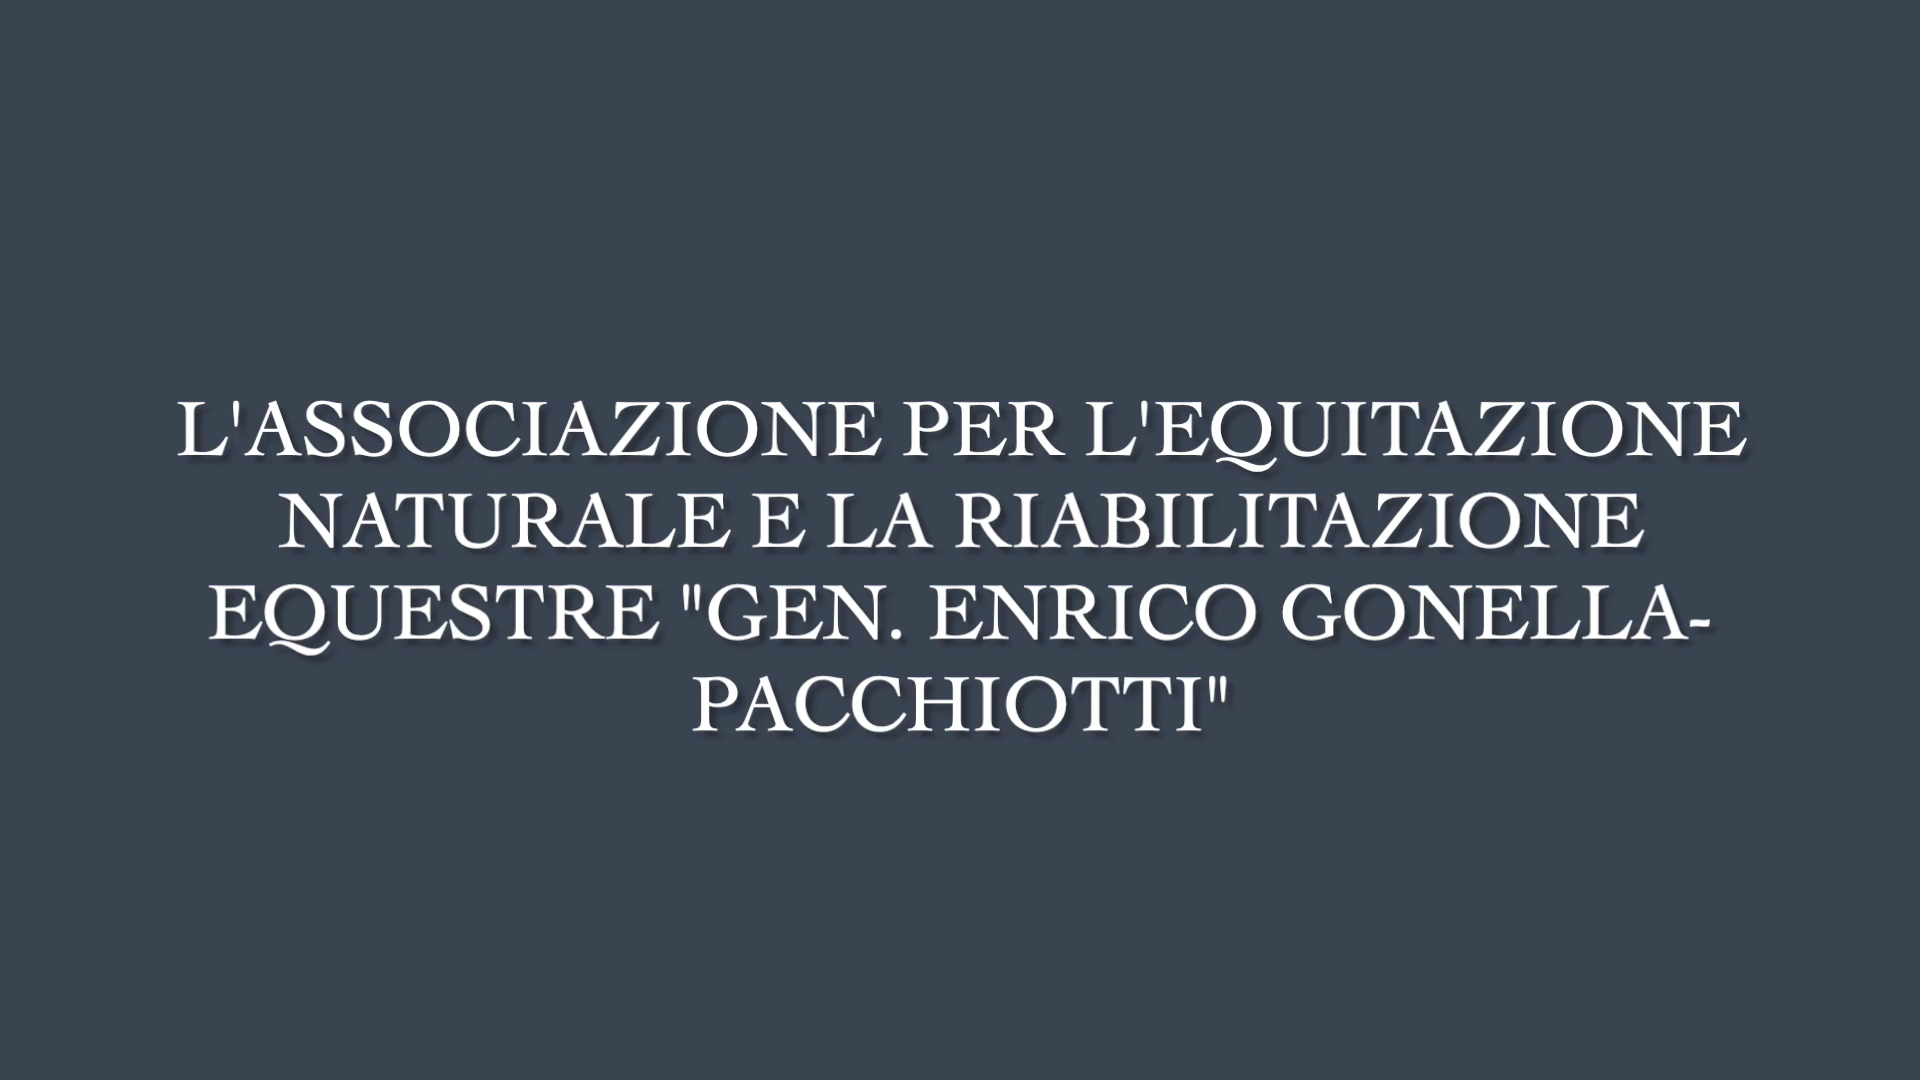 L'ASSOCIAZIONE PER L'EQUITAZIONE
NATURALE E LA RIABILITAZIONE
EQUESTRE "GEN. ENRICO GONELLA-
PACCHIOTTI"